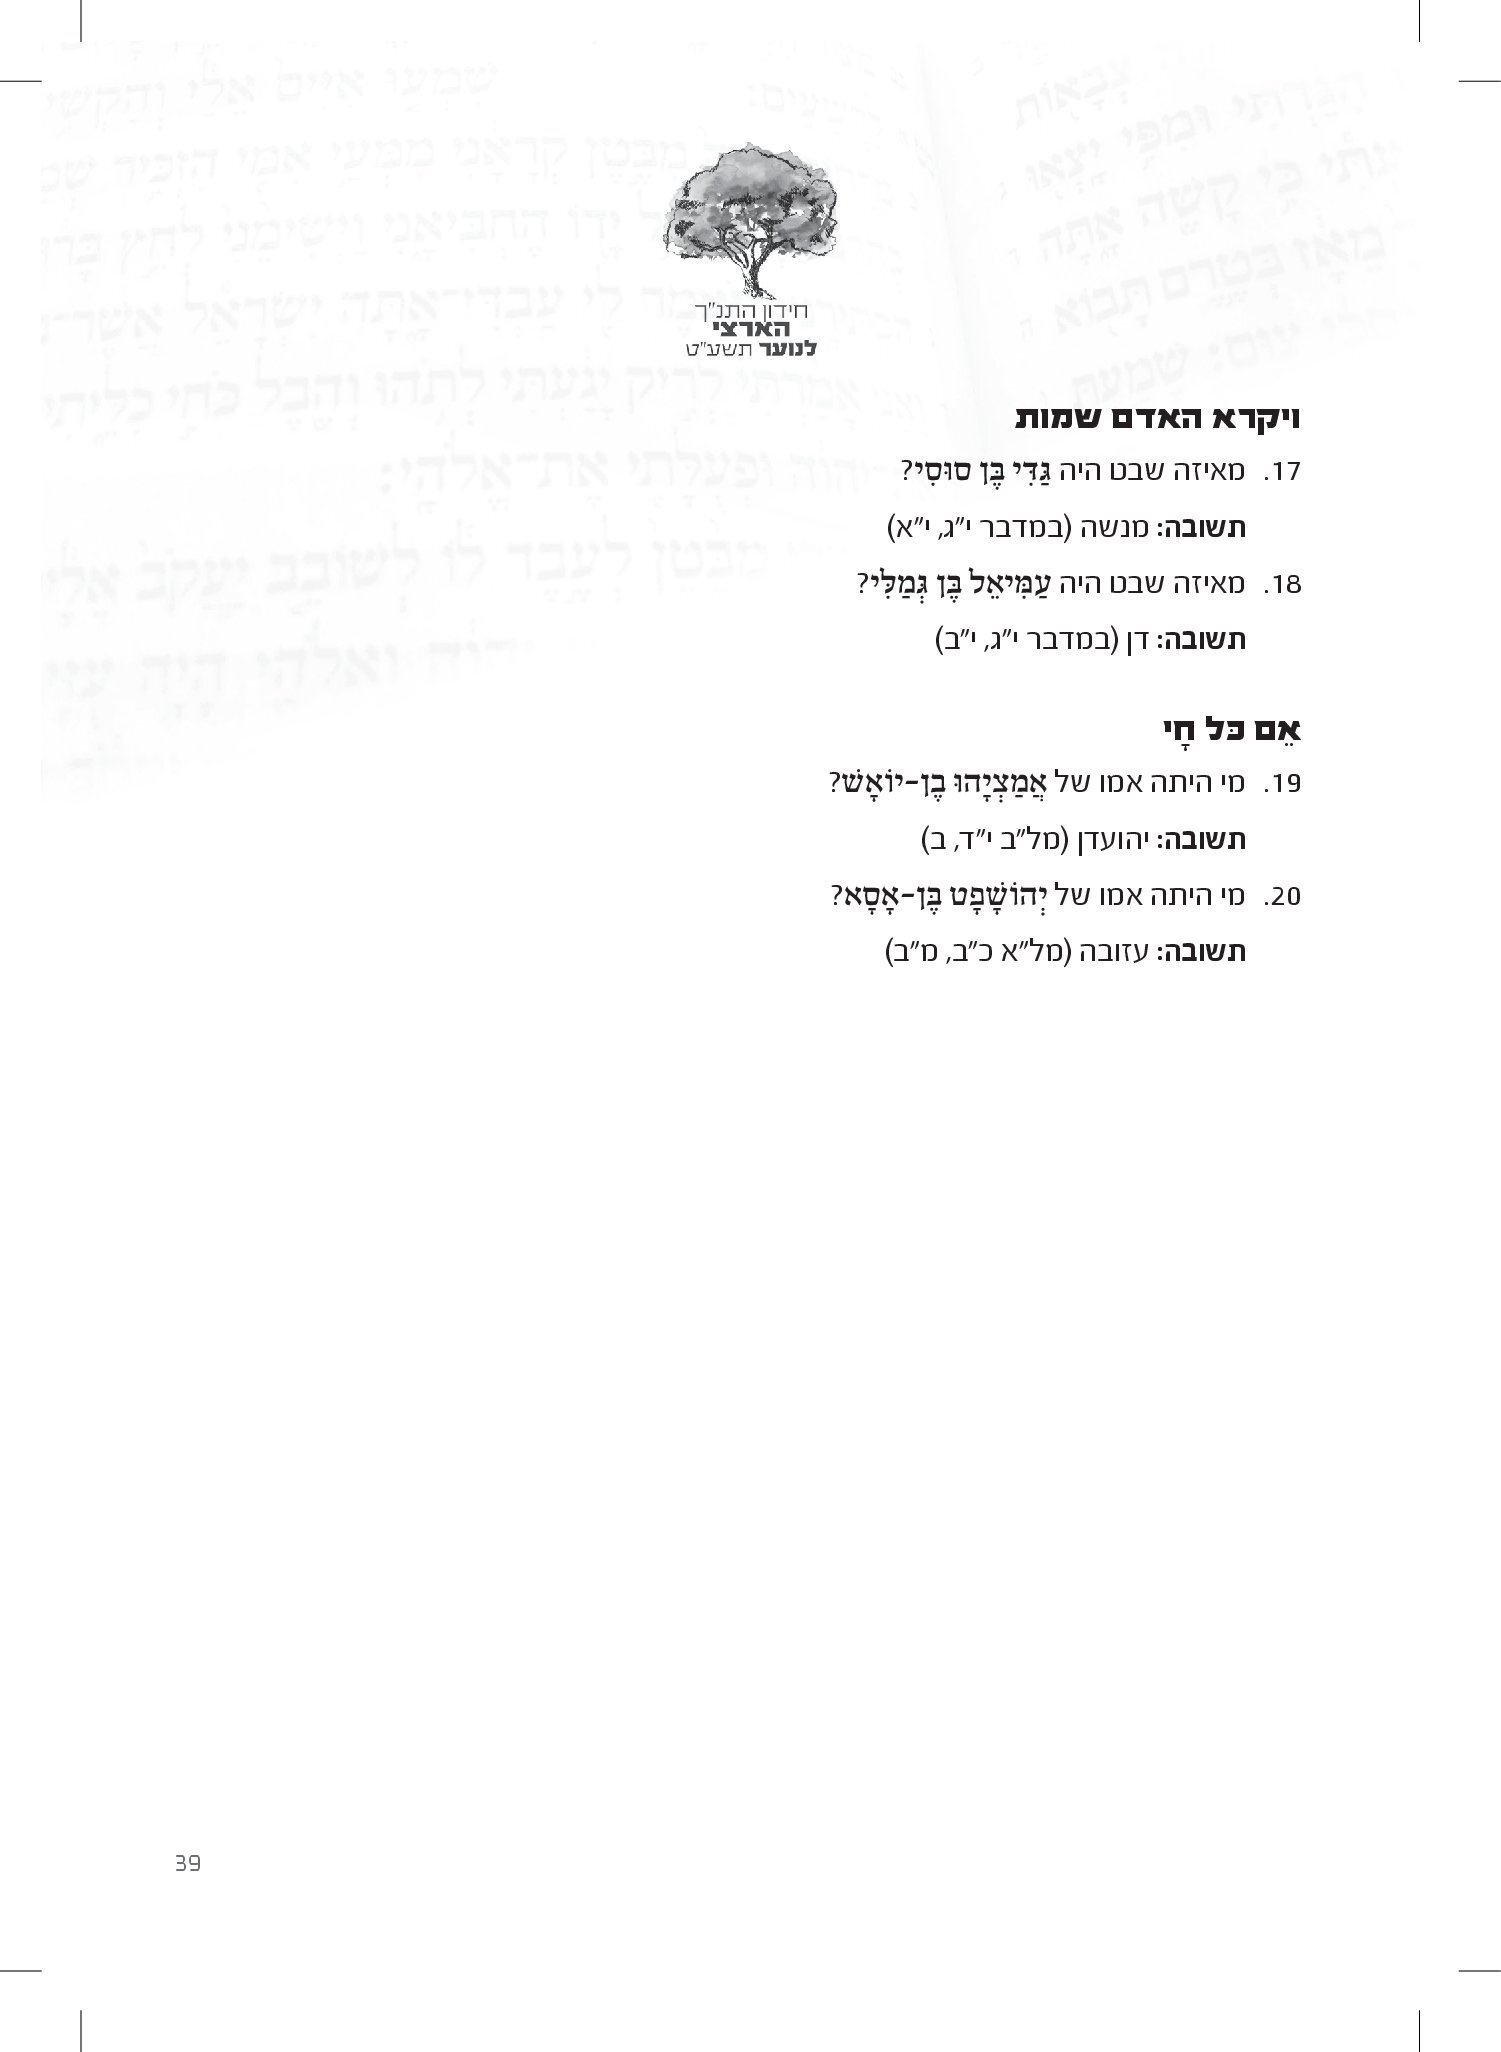 חידון התנ"ך
הארצי
לנוער תשע"ט
ויקרא האדם שמות
17. מאיזה שבט היה גַּדִּי בֶּן סוּסִי?
תשובה: מנשה (במדבר י"ג, י"א)
18. מאיזה שבט היה עַמִּיאֵל בֶּן גְּמַלִּי?
תשובה: דן (במדבר י"ג, י"ב)
אֵם כָּל חָי
19. מי היתה אמו של אֲמַצְיָהוּ בֶן-יוֹאָשׁ?
תשובה: יהועדן (מל"ב י"ד, ב)
20. מי היתה אמו של יְהוֹשָׁפָט בֶּן-אָסָא?
תשובה: עזובה (מל"א כ"ב, מ"ב)
39